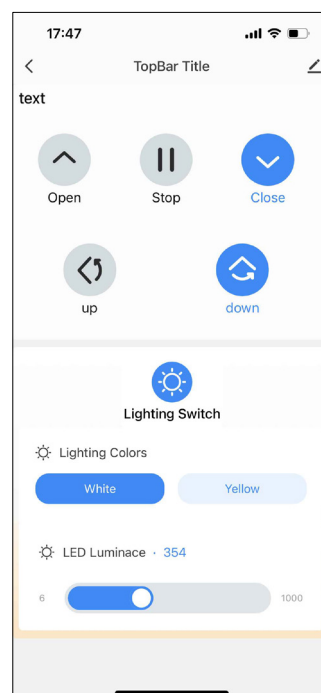 17:47
TopBar Title
text
Open Stop Close
up down
Lighting Switch
Lighting Colors
White Yellow
LED Luminace · 354
6 1000